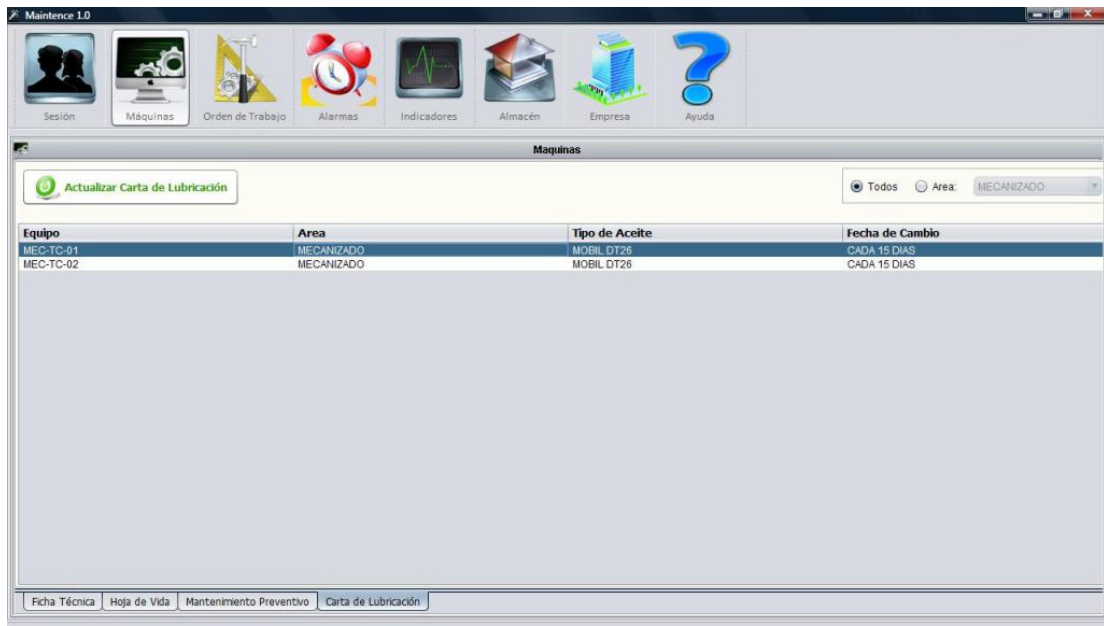 Maintence 1.0
Sesión Máquinas Orden de Trabajo Alarmas Indicadores Almacén Empresa Ayuda
Maquinas
Actualizar Carta de Lubricación Todos Area: MECANIZADO
Equipo Area Tipo de Aceite Fecha de Cambio
MEC-TC-01 MECANIZADO MOBIL DT26 CADA 15 DIAS
MEC-TC-02 MECANIZADO MOBIL DT26 CADA 15 DIAS
Ficha Técnica Hoja de Vida Mantenimiento Preventivo Carta de Lubricación